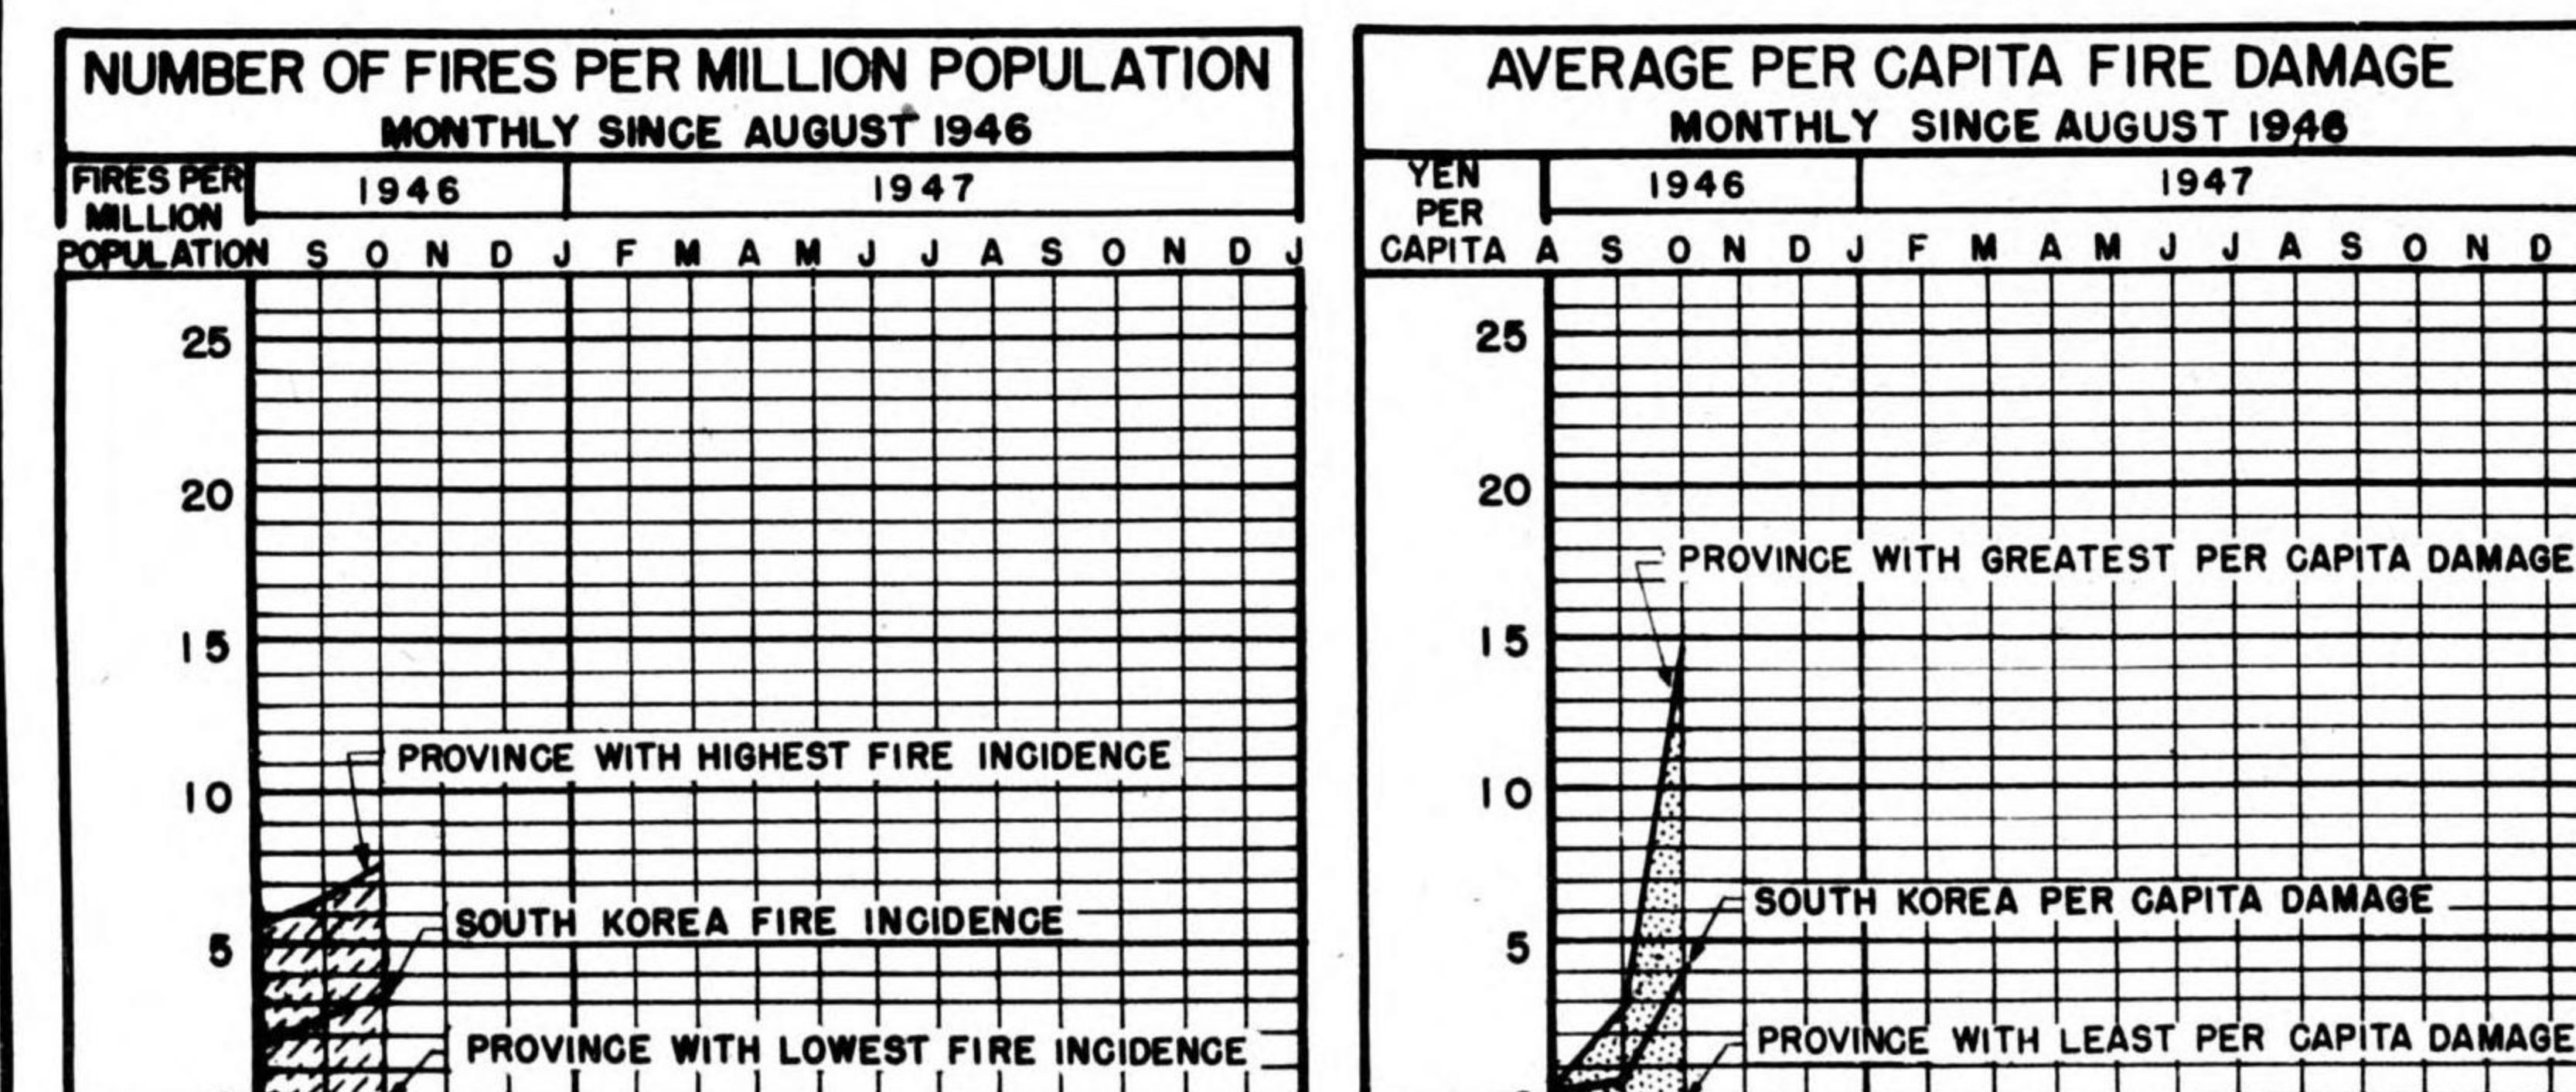 NUMBER OF FIRES PER MILLION POPULATION
MONTHLY SINCE AUGUST 1946
FIRES PER
MILLION
POPULATION
1946 1947
S O N D J F M A M J J A S O N D J
25
20
15
10
5
PROVINCE WITH HIGHEST FIRE INCIDENCE
SOUTH KOREA FIRE INCIDENCE
PROVINCE WITH LOWEST FIRE INCIDENCE
AVERAGE PER CAPITA FIRE DAMAGE
MONTHLY SINCE AUGUST 1946
YEN
PER
CAPITA
1946 1947
A S O N D J F M A M J J A S O N D
25
20
15
10
5
PROVINCE WITH GREATEST PER CAPITA DAMAGE
SOUTH KOREA PER CAPITA DAMAGE
PROVINCE WITH LEAST PER CAPITA DAMAGE